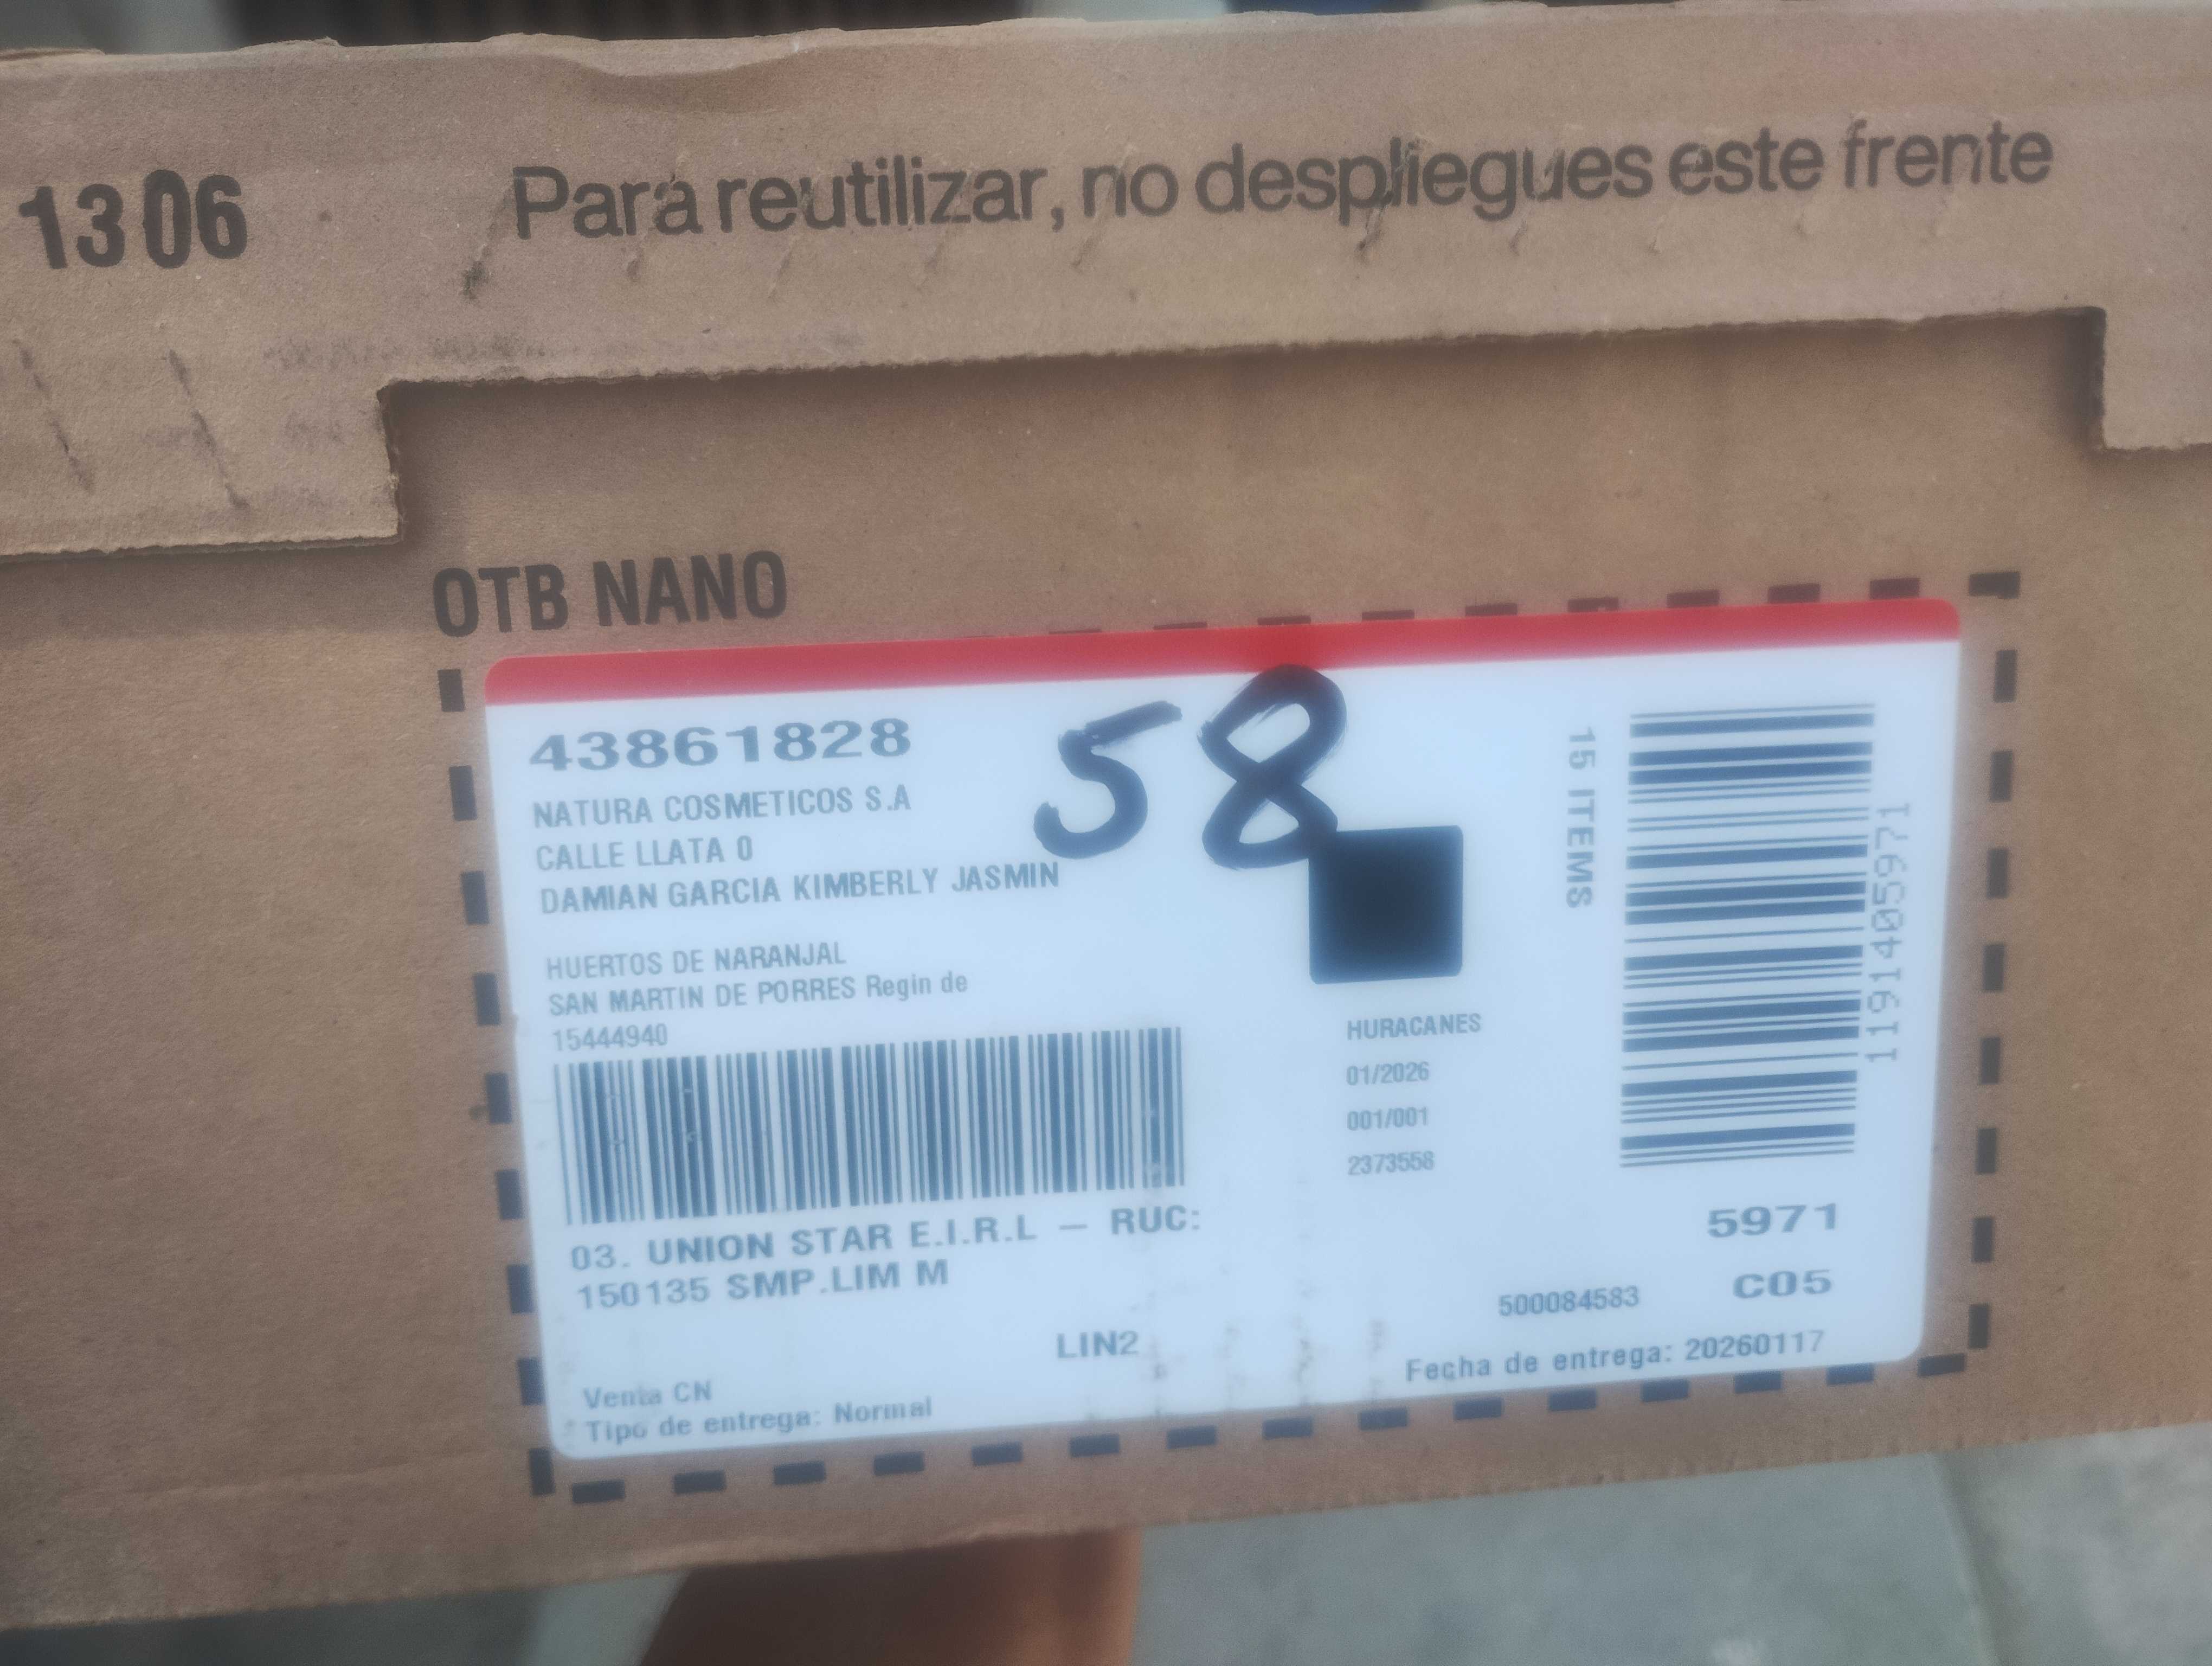 1306
Para reutilizar, no despliegues este frente
OTB NANO
43861828
58
NATURA COSMETICOS S.A
CALLE LLATA 0
DAMIAN GARCIA KIMBERLY JASMIN
HUERTOS DE NARANJAL
SAN MARTIN DE PORRES Regin de
15444940
03. UNION STAR E.I.R.L – RUC:
150135 SMP.LIM M
LIN2
Venta CN
Tipo de entrega: Normal
HURACANES
01/2026
001/001
2373558
15 ITEMS
1191405971
5971
C05
500084583
Fecha de entrega: 20260117